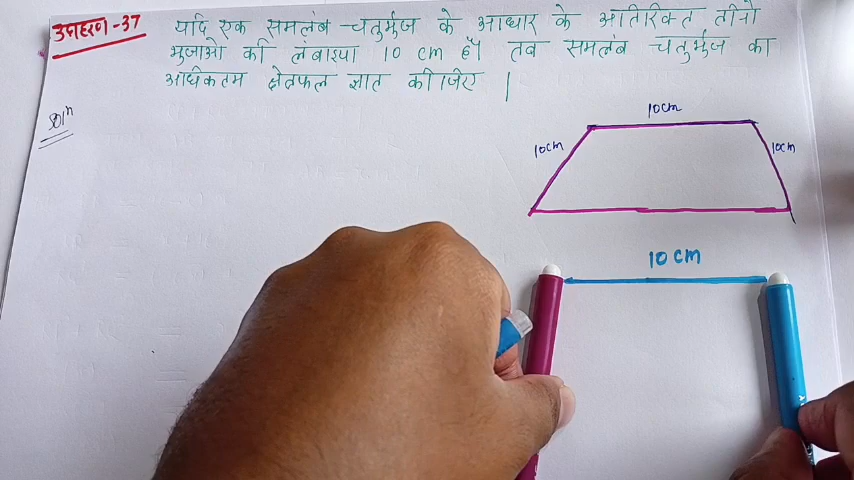 उदाहरण-37 यदि एक समलंब चतुर्भुज के आधार के अतिरिक्त तीनो
भुजाओ की लंबाइया 10 cm हैं। तब समलंब चतुर्भुज का
अधिकतम क्षेत्रफल ज्ञात कीजिए |
Solⁿ
10cm
10cm
10cm
10 cm